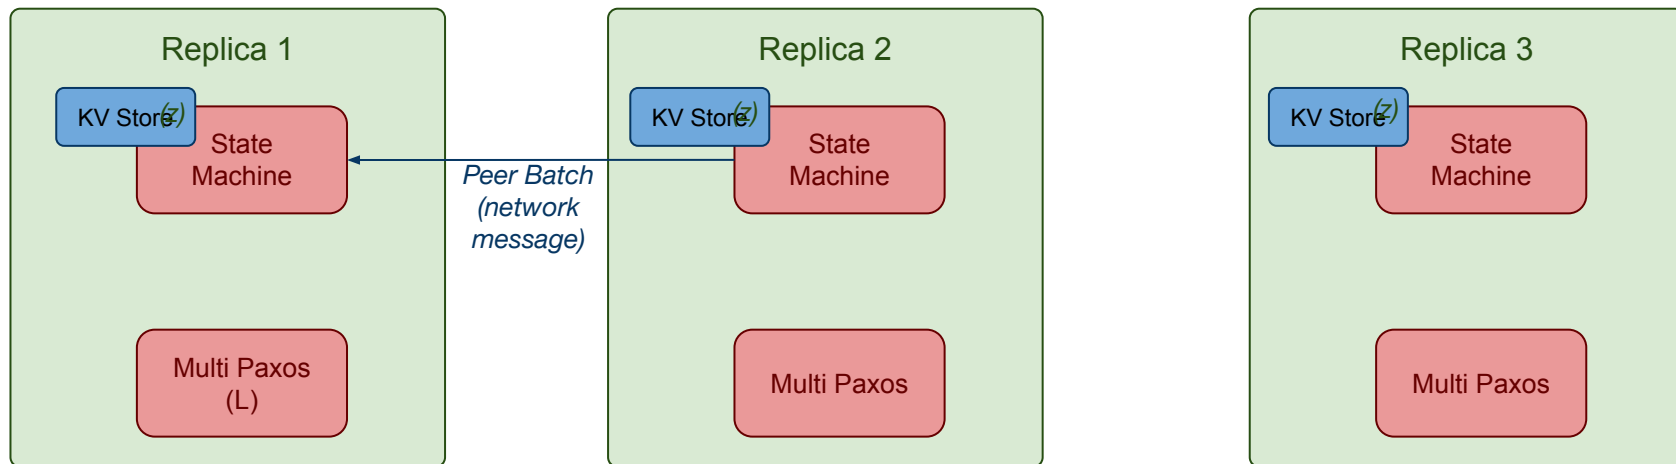 Replica 1
Replica 2
Replica 3
KV Store
(z)
KV Store
(z)
KV Store
(z)
State
Machine
State
Machine
State
Machine
Peer Batch
(network
message)
Multi Paxos
(L)
Multi Paxos
Multi Paxos